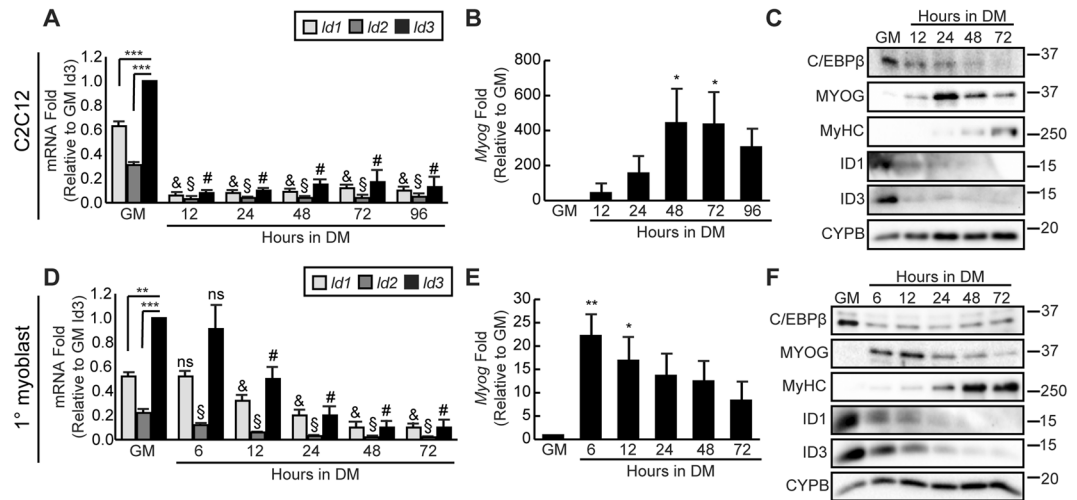 C2C12
A
Id1 Id2 Id3
mRNA Fold
(Relative to GM Id3)
1.2
1.0
0.8
0.6
0.4
0.2
0.0
***
***
& § # & § # & § # & § # & § #
GM 12 24 48 72 96
Hours in DM
B
Myog Fold
(Relative to GM)
800
600
400
200
0
* *
GM 12 24 48 72 96
Hours in DM
C
Hours in DM
GM 12 24 48 72
C/EBPβ 37
MYOG 37
MyHC 250
ID1 15
ID3 15
CYPB 20
1° myoblast
D
Id1 Id2 Id3
mRNA Fold
(Relative to GM Id3)
1.2
1.0
0.8
0.6
0.4
0.2
0.0
**
***
ns § ns & § # & § # & § # & § #
GM 6 12 24 48 72
Hours in DM
E
Myog Fold
(Relative to GM)
30
25
20
15
10
5
0
** *
GM 6 12 24 48 72
Hours in DM
F
Hours in DM
GM 6 12 24 48 72
C/EBPβ 37
MYOG 37
MyHC 250
ID1 15
ID3 15
CYPB 20